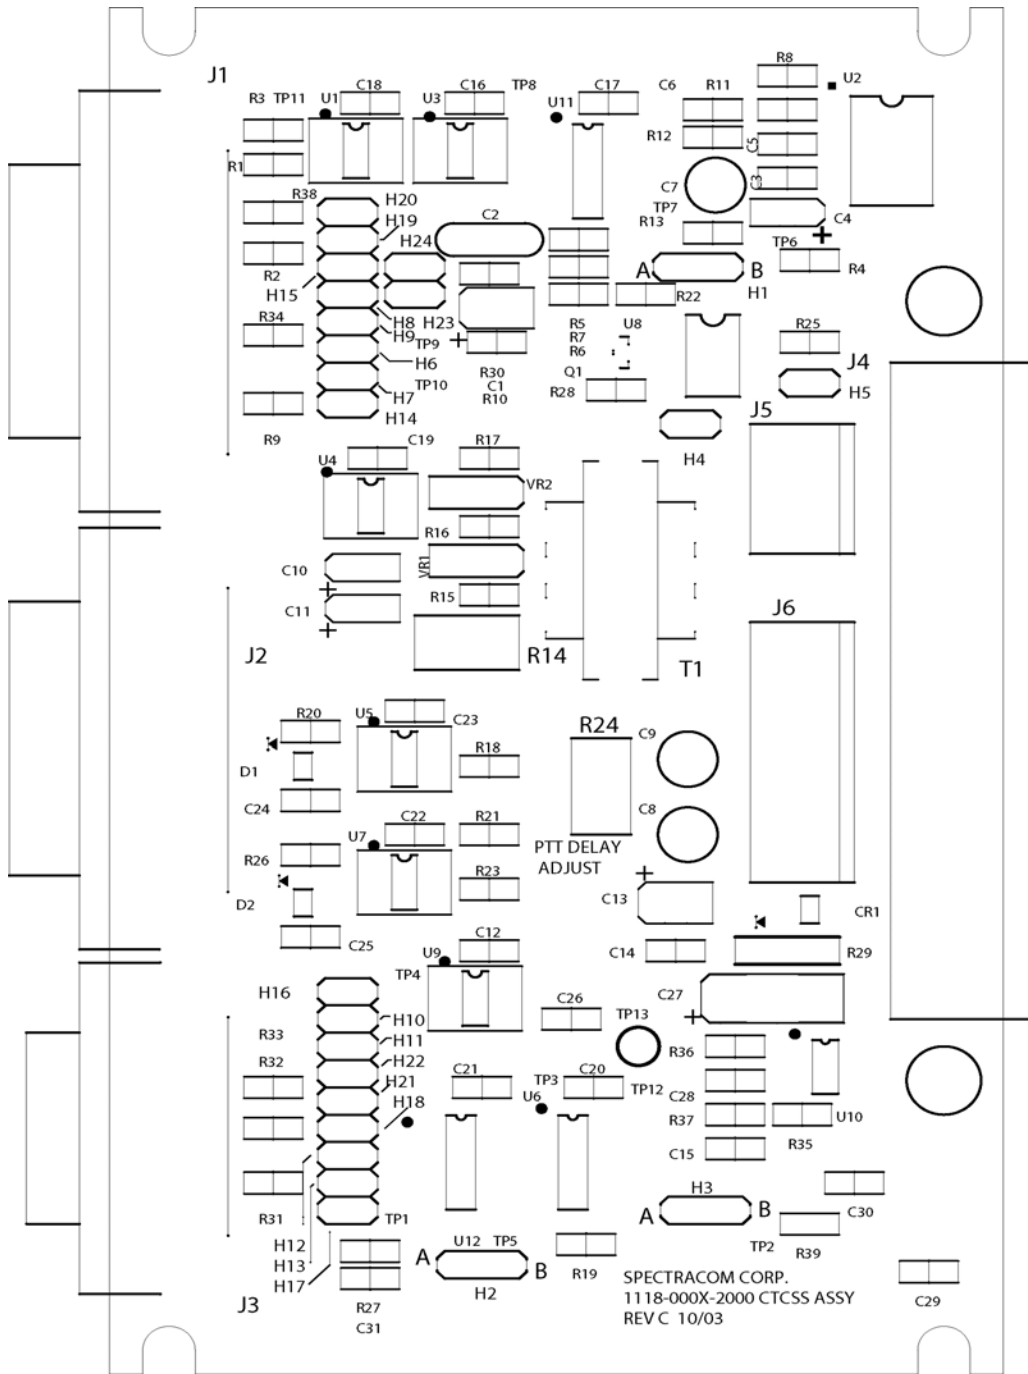 R8
J1
U2
C18
C16
TP8
C17
C6
R11
R3
TP11
U1
U3
U11
R12
C5
R1
C7
C3
R38
H20
C2
TP7
C4
H19
R13
H24
TP6
R2
A
B
R4
H15
H1
R22
R34
H8
H23
R5
U8
R25
H9
TP9
R7
H6
R6
J4
R30
Q1
TP10
C1
H7
R10
R28
H5
H14
J5
R9
C19
R17
H4
U4
VR2
R16
C10
VR1
R15
C11
J6
J2
R14
T1
R20
U5
C23
R24
C9
R18
D1
C24
C8
C22
R21
U7
PTT DELAY
ADJUST
R26
R23
D2
C13
CR1
C25
C12
C14
R29
U9
H16
TP4
C27
C26
H10
TP13
R33
H11
R36
R32
H22
C21
C20
H21
TP3
TP12
C28
U6
H18
R37
U10
R35
C15
H3
A
B
R31
TP1
C30
H12
A
U12
TP5
TP2
R39
H13
B
R19
H17
H2
SPECTRACOM CORP.
J3
1118-000X-2000 CTCSS ASSY
R27
C29
REV C 10/03
C31